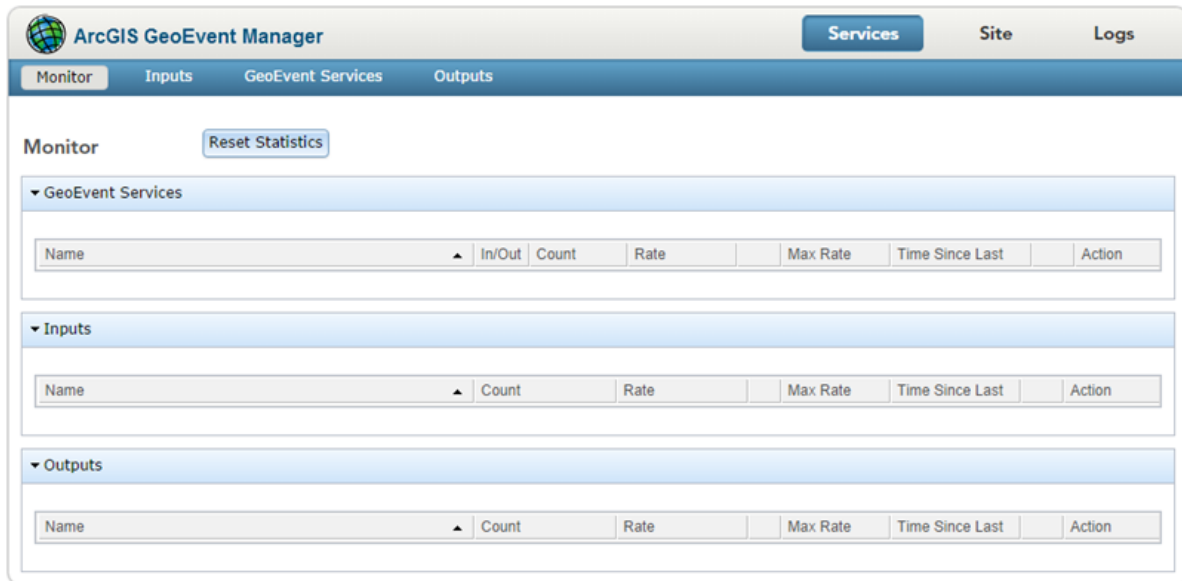 ArcGIS GeoEvent Manager Services Site Logs
Monitor Inputs GeoEvent Services Outputs
Monitor Reset Statistics
GeoEvent Services
Name In/Out Count Rate Max Rate Time Since Last Action
Inputs
Name Count Rate Max Rate Time Since Last Action
Outputs
Name Count Rate Max Rate Time Since Last Action